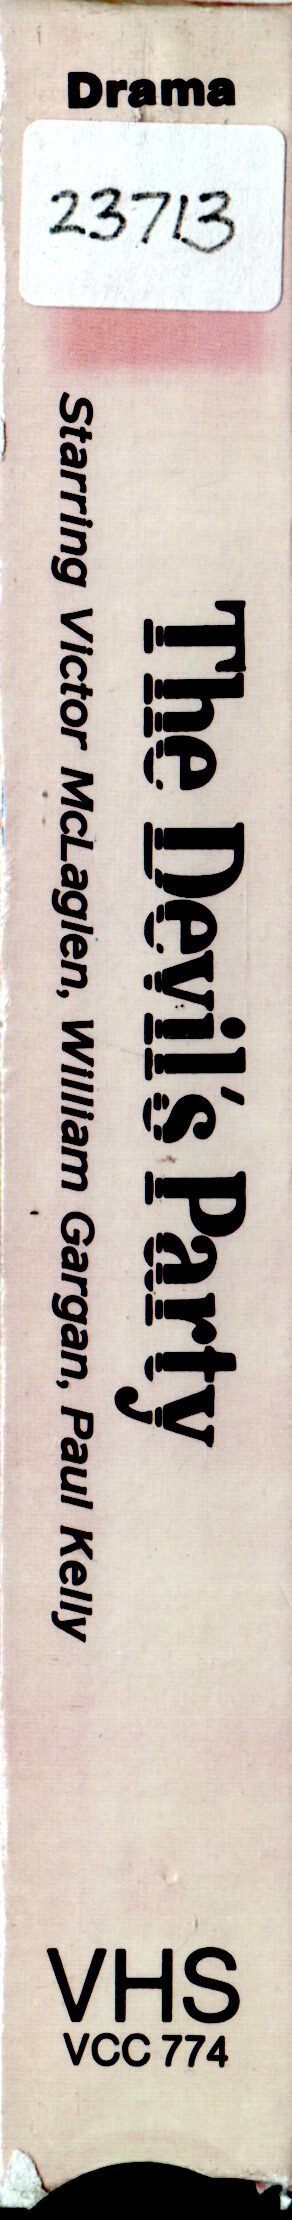 Drama
23713
The Devil's Party
Starring Victor McLaglen, William Gargan, Paul Kelly
VHS
VCC 774